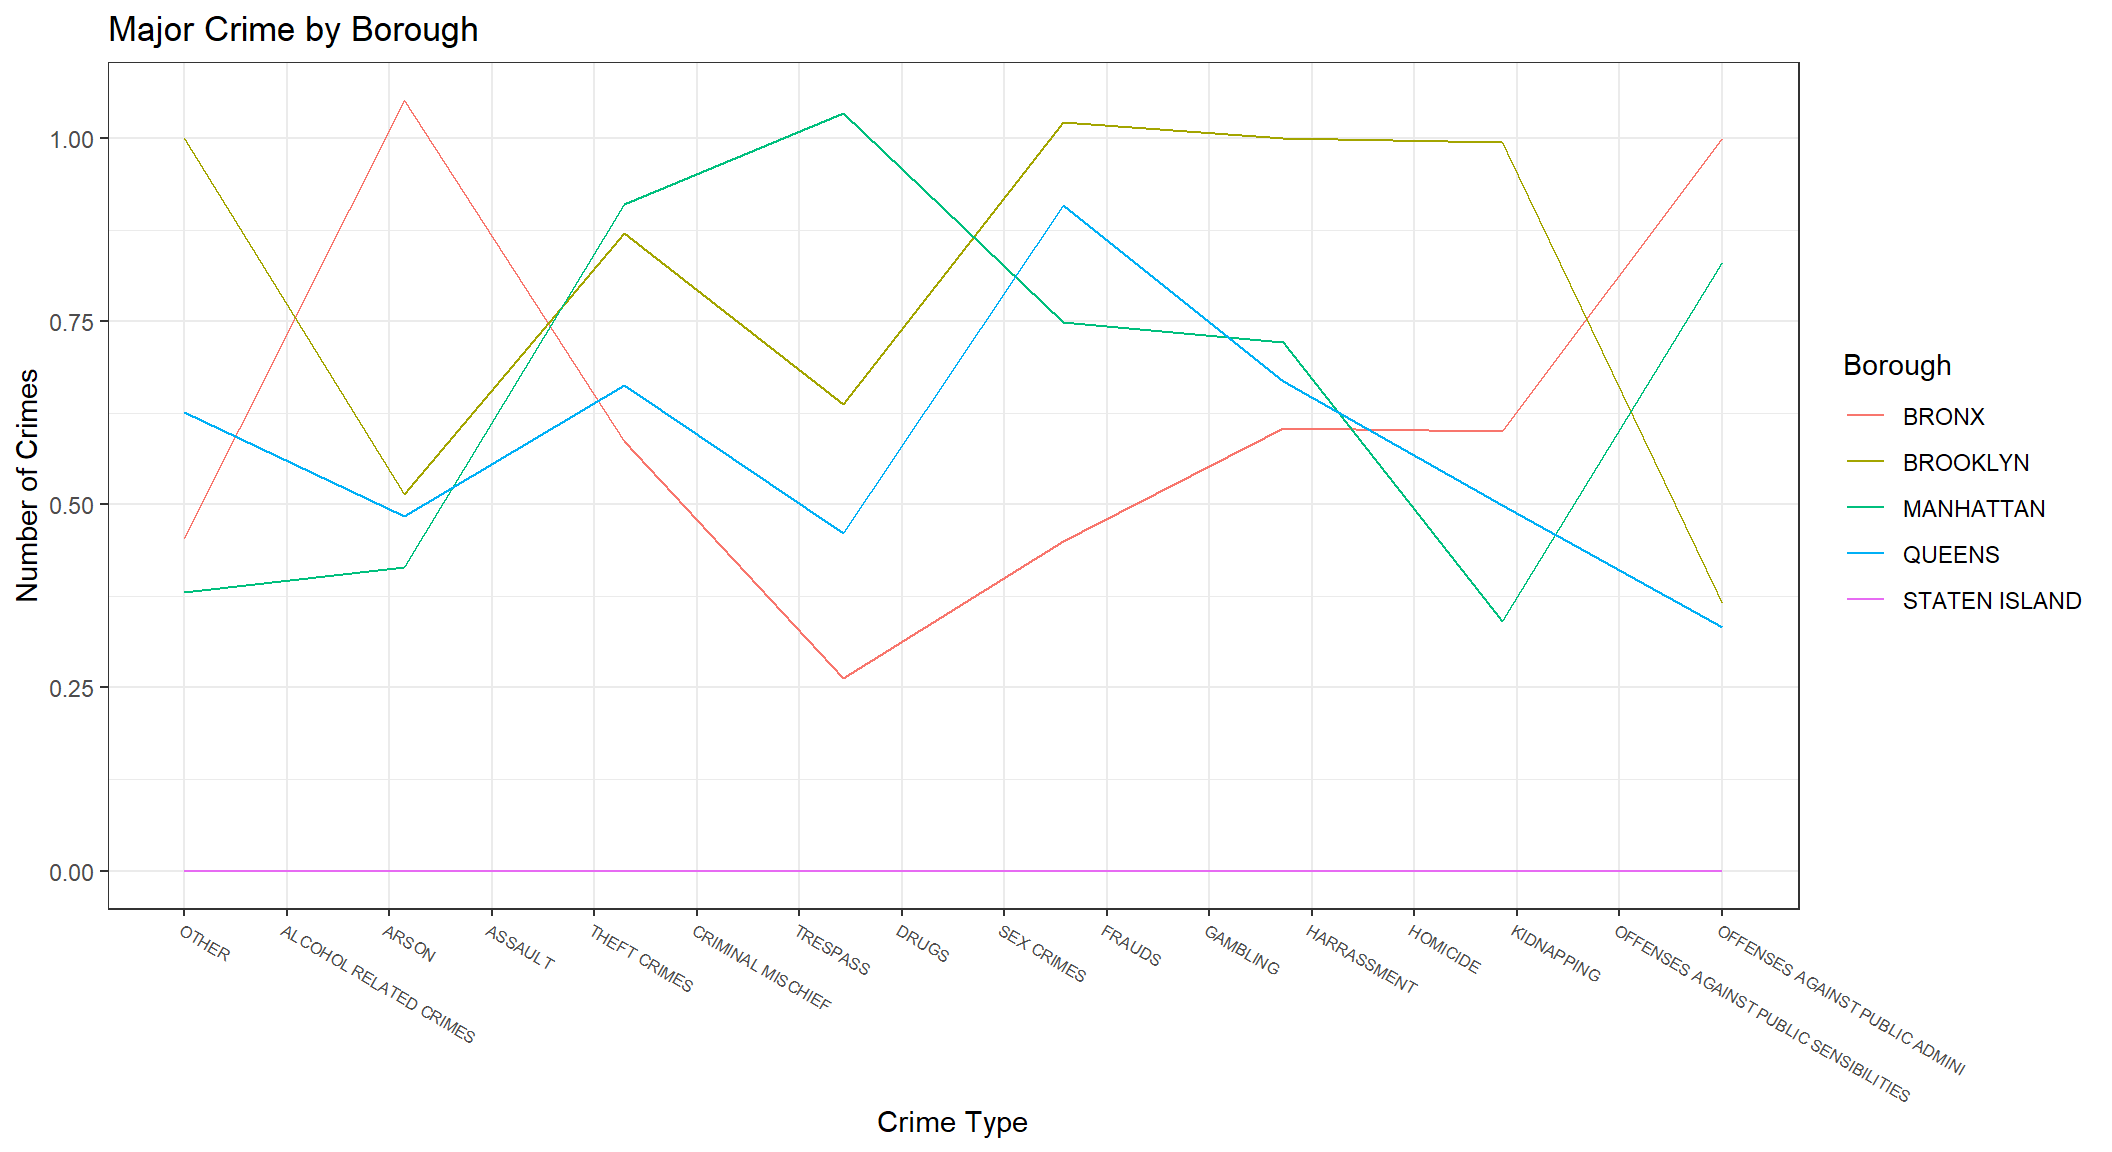 Major Crime by Borough
Number of Crimes
1.00
0.75
0.50
0.25
0.00
OTHER
ALCOHOL RELATED CRIMES
ARSON
ASSAULT
THEFT CRIMES
CRIMINAL MISCHIEF
TRESPASS
DRUGS
SEX CRIMES
FRAUDS
GAMBLING
HARRASSMENT
HOMICIDE
KIDNAPPING
OFFENSES AGAINST PUBLIC SENSIBILITIES
OFFENSES AGAINST PUBLIC ADMINI
Crime Type
Borough
BRONX
BROOKLYN
MANHATTAN
QUEENS
STATEN ISLAND